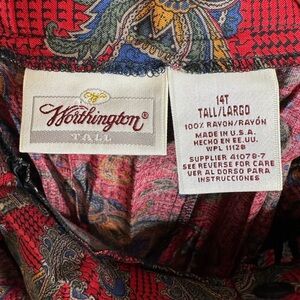 Worthington®
TALL
14T
TALL/LARGO
100% RAYON/RAYÓN
MADE IN U.S.A.
HECHO EN EE.UU.
WPL 11128
SUPPLIER 41078-7
SEE REVERSE FOR CARE
VER AL DORSO PARA
INSTRUCCIONES